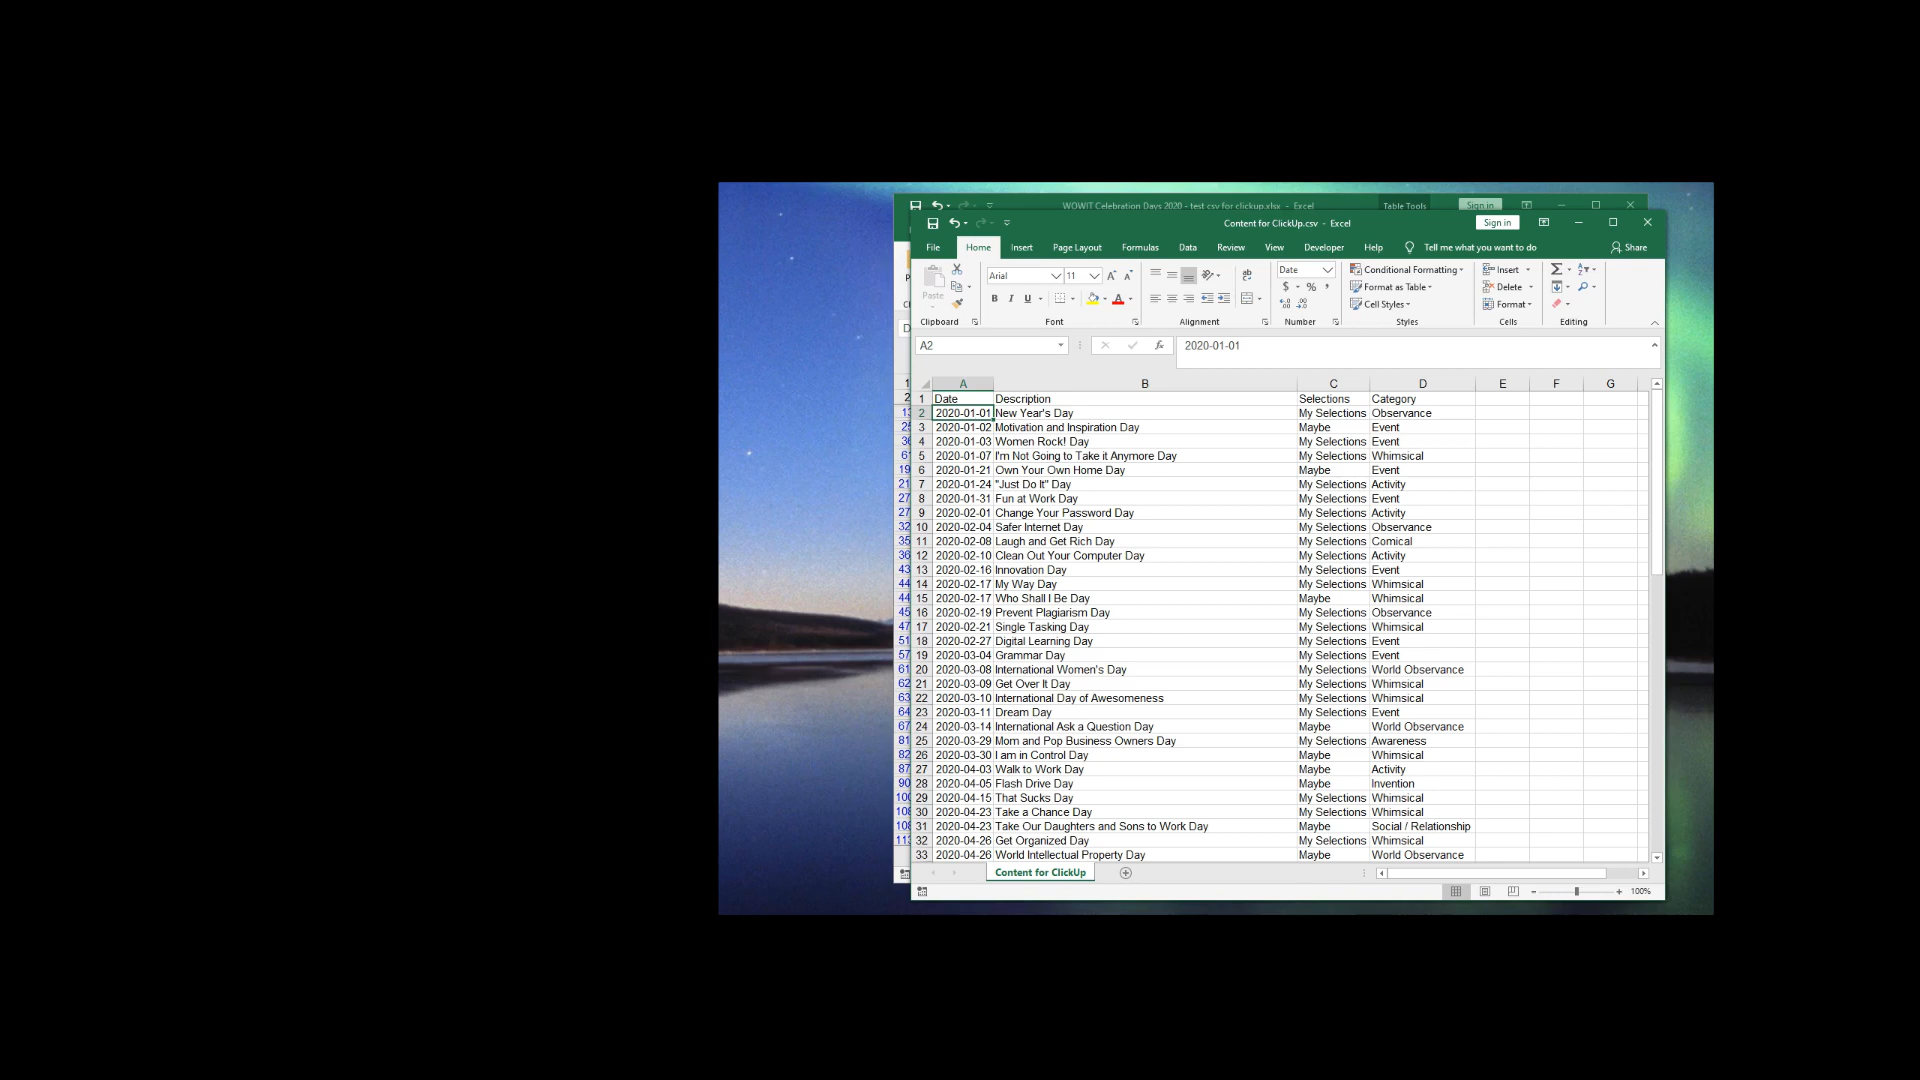 WOWIT Celebration Days 2020 - test csv for clickup.xlsx - Excel Table Tools Sign in
Content for ClickUp.csv - Excel Sign in
File Home Insert Page Layout Formulas Data Review View Developer Help Tell me what you want to do Share
Paste Arial 11 Date Conditional Formatting Format as Table Cell Styles Insert Delete Format
Clipboard Font Alignment Number Styles Cells Editing
A2 2020-01-01
A B C D E F G
1 Date Description Selections Category
2 2020-01-01 New Year's Day My Selections Observance
3 2020-01-02 Motivation and Inspiration Day Maybe Event
4 2020-01-03 Women Rock! Day My Selections Event
5 2020-01-07 I'm Not Going to Take it Anymore Day My Selections Whimsical
6 2020-01-21 Own Your Own Home Day Maybe Event
7 2020-01-24 "Just Do It" Day My Selections Activity
8 2020-01-31 Fun at Work Day My Selections Event
9 2020-02-01 Change Your Password Day My Selections Activity
10 2020-02-04 Safer Internet Day My Selections Observance
11 2020-02-08 Laugh and Get Rich Day My Selections Comical
12 2020-02-10 Clean Out Your Computer Day My Selections Activity
13 2020-02-16 Innovation Day My Selections Event
14 2020-02-17 My Way Day My Selections Whimsical
15 2020-02-17 Who Shall I Be Day Maybe Whimsical
16 2020-02-19 Prevent Plagiarism Day My Selections Observance
17 2020-02-21 Single Tasking Day My Selections Whimsical
18 2020-02-27 Digital Learning Day My Selections Event
19 2020-03-04 Grammar Day My Selections Event
20 2020-03-08 International Women's Day My Selections World Observance
21 2020-03-09 Get Over It Day My Selections Whimsical
22 2020-03-10 International Day of Awesomeness My Selections Whimsical
23 2020-03-11 Dream Day My Selections Event
24 2020-03-14 International Ask a Question Day Maybe World Observance
25 2020-03-29 Mom and Pop Business Owners Day My Selections Awareness
26 2020-03-30 I am in Control Day Maybe Whimsical
27 2020-04-03 Walk to Work Day Maybe Activity
28 2020-04-05 Flash Drive Day Maybe Invention
29 2020-04-15 That Sucks Day My Selections Whimsical
30 2020-04-23 Take a Chance Day My Selections Whimsical
31 2020-04-23 Take Our Daughters and Sons to Work Day Maybe Social / Relationship
32 2020-04-26 Get Organized Day My Selections Whimsical
33 2020-04-26 World Intellectual Property Day Maybe World Observance
Content for ClickUp
100%